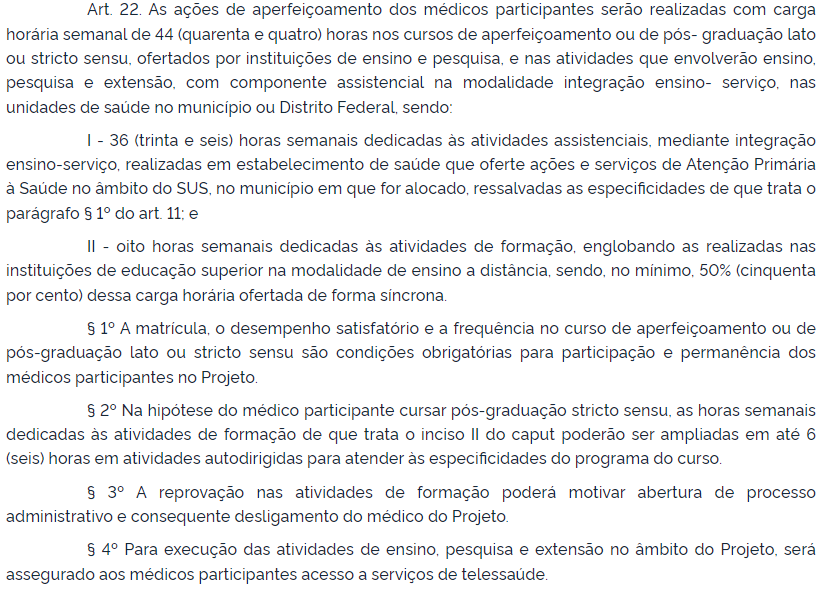 Art. 22. As ações de aperfeiçoamento dos médicos participantes serão realizadas com carga
horária semanal de 44 (quarenta e quatro) horas nos cursos de aperfeiçoamento ou de pós- graduação lato
ou stricto sensu, ofertados por instituições de ensino e pesquisa, e nas atividades que envolverão ensino,
pesquisa e extensão, com componente assistencial na modalidade integração ensino- serviço, nas
unidades de saúde no município ou Distrito Federal, sendo:
I - 36 (trinta e seis) horas semanais dedicadas às atividades assistenciais, mediante integração
ensino-serviço, realizadas em estabelecimento de saúde que oferte ações e serviços de Atenção Primária
à Saúde no âmbito do SUS, no município em que for alocado, ressalvadas as especificidades de que trata o
parágrafo § 1º do art. 11; e
II - oito horas semanais dedicadas às atividades de formação, englobando as realizadas nas
instituições de educação superior na modalidade de ensino a distância, sendo, no mínimo, 50% (cinquenta
por cento) dessa carga horária ofertada de forma síncrona.
§ 1º A matrícula, o desempenho satisfatório e a frequência no curso de aperfeiçoamento ou de
pós-graduação lato ou stricto sensu são condições obrigatórias para participação e permanência dos
médicos participantes no Projeto.
§ 2º Na hipótese do médico participante cursar pós-graduação stricto sensu, as horas semanais
dedicadas às atividades de formação de que trata o inciso II do caput poderão ser ampliadas em até 6
(seis) horas em atividades autodirigidas para atender às especificidades do programa do curso.
§ 3º A reprovação nas atividades de formação poderá motivar abertura de processo
administrativo e consequente desligamento do médico do Projeto.
§ 4º Para execução das atividades de ensino, pesquisa e extensão no âmbito do Projeto, será
assegurado aos médicos participantes acesso a serviços de telessaúde.